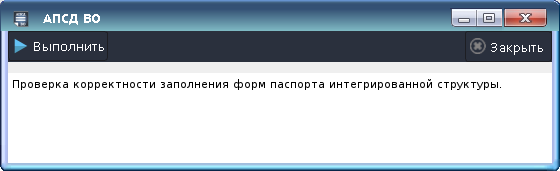 АПСД ВО
Выполнить
Закрыть
Проверка корректности заполнения форм паспорта интегрированной структуры.